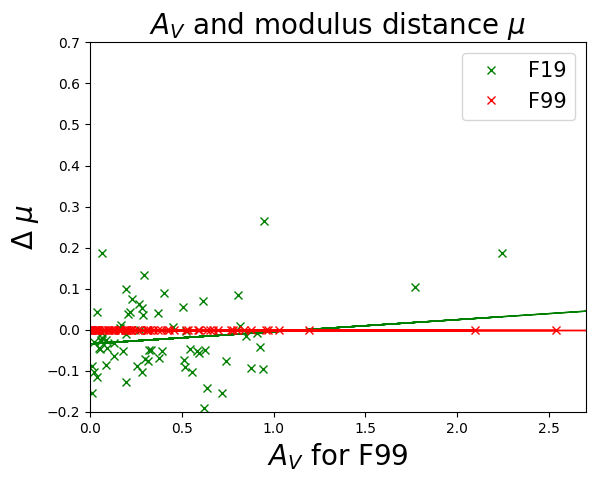 A_V and modulus distance μ
F19
F99
0.7
0.6
0.5
0.4
0.3
0.2
0.1
0.0
−0.1
−0.2
Δ μ
0.0 0.5 1.0 1.5 2.0 2.5
A_V for F99